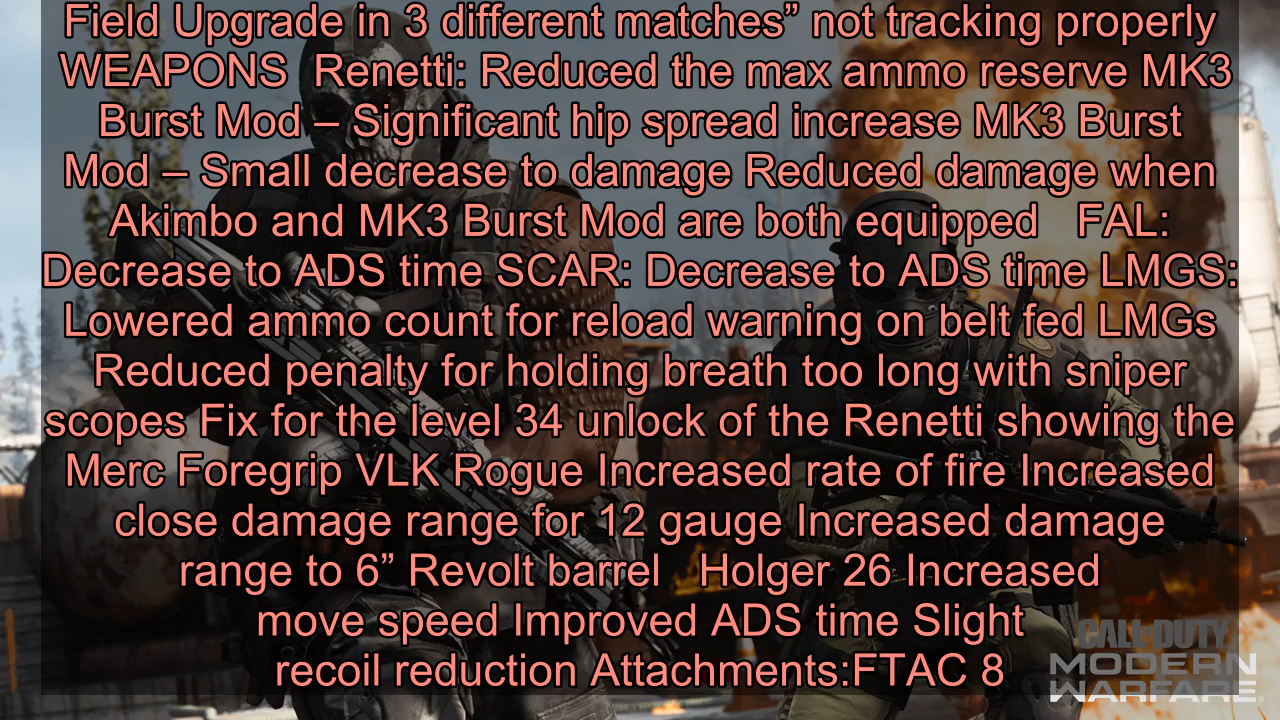 Field Upgrade in 3 different matches” not tracking properly
WEAPONS  Renetti: Reduced the max ammo reserve MK3
Burst Mod – Significant hip spread increase MK3 Burst
Mod – Small decrease to damage Reduced damage when
Akimbo and MK3 Burst Mod are both equipped   FAL:
Decrease to ADS time SCAR: Decrease to ADS time LMGS:
Lowered ammo count for reload warning on belt fed LMGs
Reduced penalty for holding breath too long with sniper
scopes Fix for the level 34 unlock of the Renetti showing the
Merc Foregrip VLK Rogue Increased rate of fire Increased
close damage range for 12 gauge Increased damage
range to 6” Revolt barrel   Holger 26 Increased
move speed Improved ADS time Slight
recoil reduction Attachments:FTAC 8
CALL OF DUTY
MODERN
WARFARE